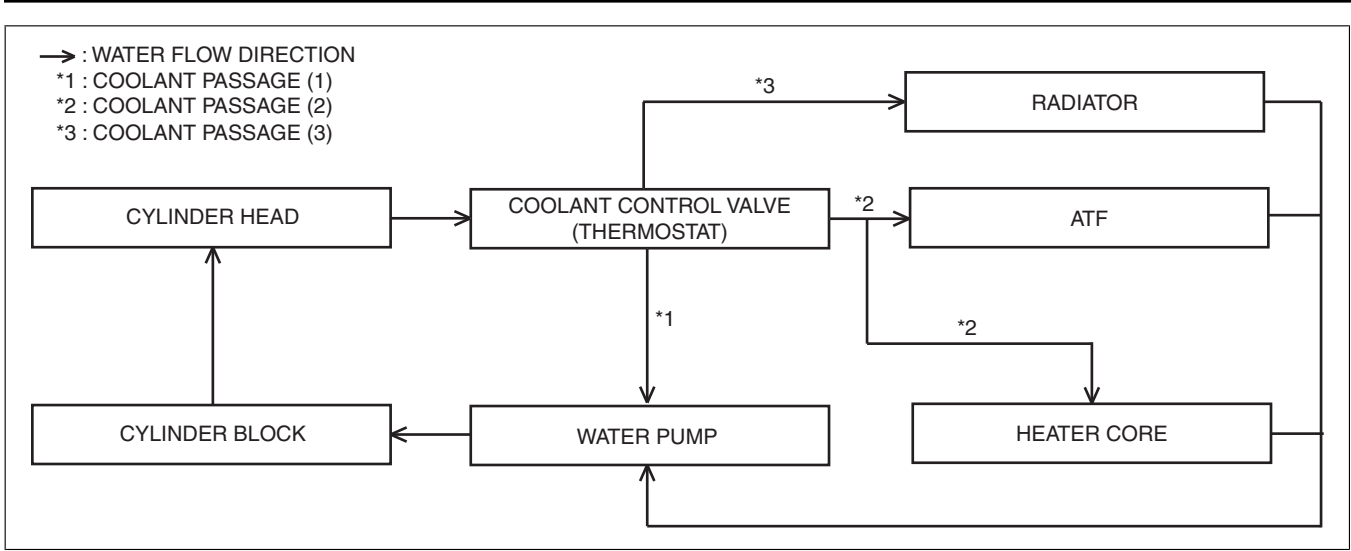 : WATER FLOW DIRECTION
*1 : COOLANT PASSAGE (1)
*2 : COOLANT PASSAGE (2)
*3 : COOLANT PASSAGE (3)
*3
RADIATOR
CYLINDER HEAD
COOLANT CONTROL VALVE
(THERMOSTAT)
*2
ATF
*1
*2
CYLINDER BLOCK
WATER PUMP
HEATER CORE